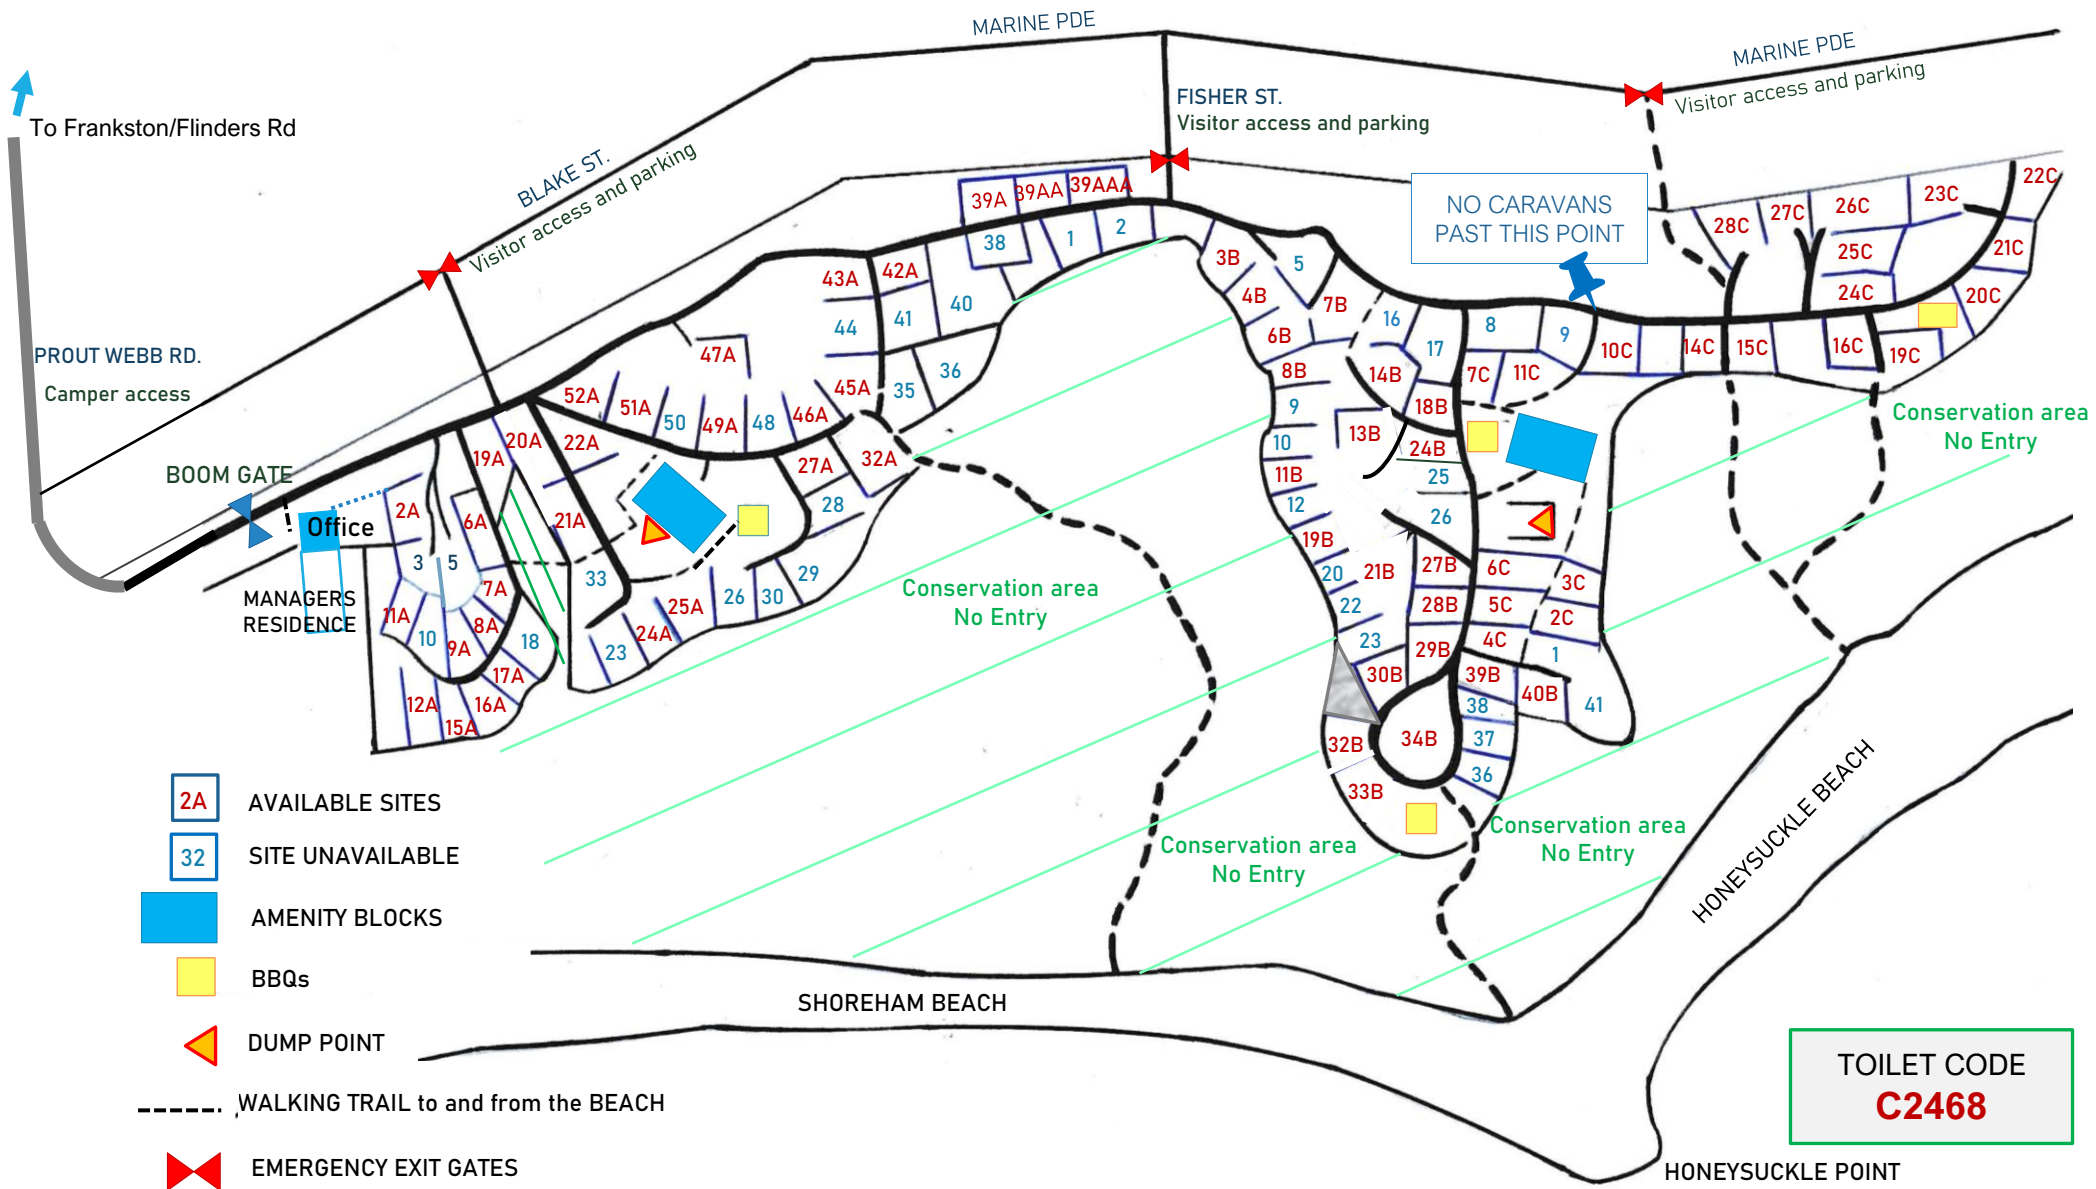 MARINE PDE
MARINE PDE
Visitor access and parking
To Frankston/Flinders Rd
FISHER ST.
Visitor access and parking
BLAKE ST.
Visitor access and parking
NO CARAVANS
PAST THIS POINT
PROUT WEBB RD.
Camper access
BOOM GATE
Office
MANAGERS
RESIDENCE
39A
39AA
39AAA
38
1
2
43A
42A
44
41
40
47A
45A
35
36
52A
51A
50
49A
48
46A
32A
20A
22A
19A
27A
28
2A
6A
21A
3
5
7A
33
29
30
26
25A
24A
23
11A
10
9A
8A
18
17A
12A
15A
16A
3B
5
4B
7B
6B
8B
9
10
11B
12
19B
20
21B
22
23
30B
32B
33B
34B
16
17
14B
18B
13B
24B
25
26
27B
28B
29B
8
9
7C
11C
10C
14C
15C
16C
19C
6C
5C
4C
3C
2C
1
39B
38
37
36
40B
41
28C
27C
26C
25C
24C
23C
22C
21C
20C
Conservation area
No Entry
Conservation area
No Entry
Conservation area
No Entry
Conservation area
No Entry
2A AVAILABLE SITES
32 SITE UNAVAILABLE
AMENITY BLOCKS
BBQs
DUMP POINT
WALKING TRAIL to and from the BEACH
EMERGENCY EXIT GATES
SHOREHAM BEACH
HONEYSUCKLE BEACH
HONEYSUCKLE POINT
TOILET CODE
C2468